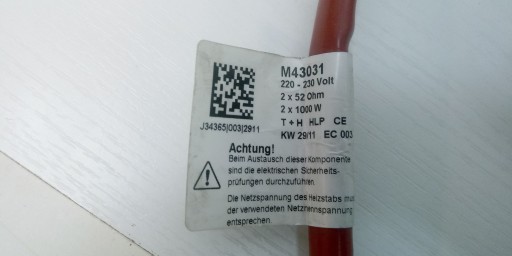 M43031
220 - 230 Volt
2 x 52 Ohm
2 x 1000 W
T + H HLP CE
KW 29/11 EC 003
J34365|003|2911
Achtung!
Beim Austausch dieser Komponente
sind die elektrischen Sicherheits-
prüfungen durchzuführen.
Die Netzspannung des Heizstabs
der verwendeten Netznennspannung
entsprechen.